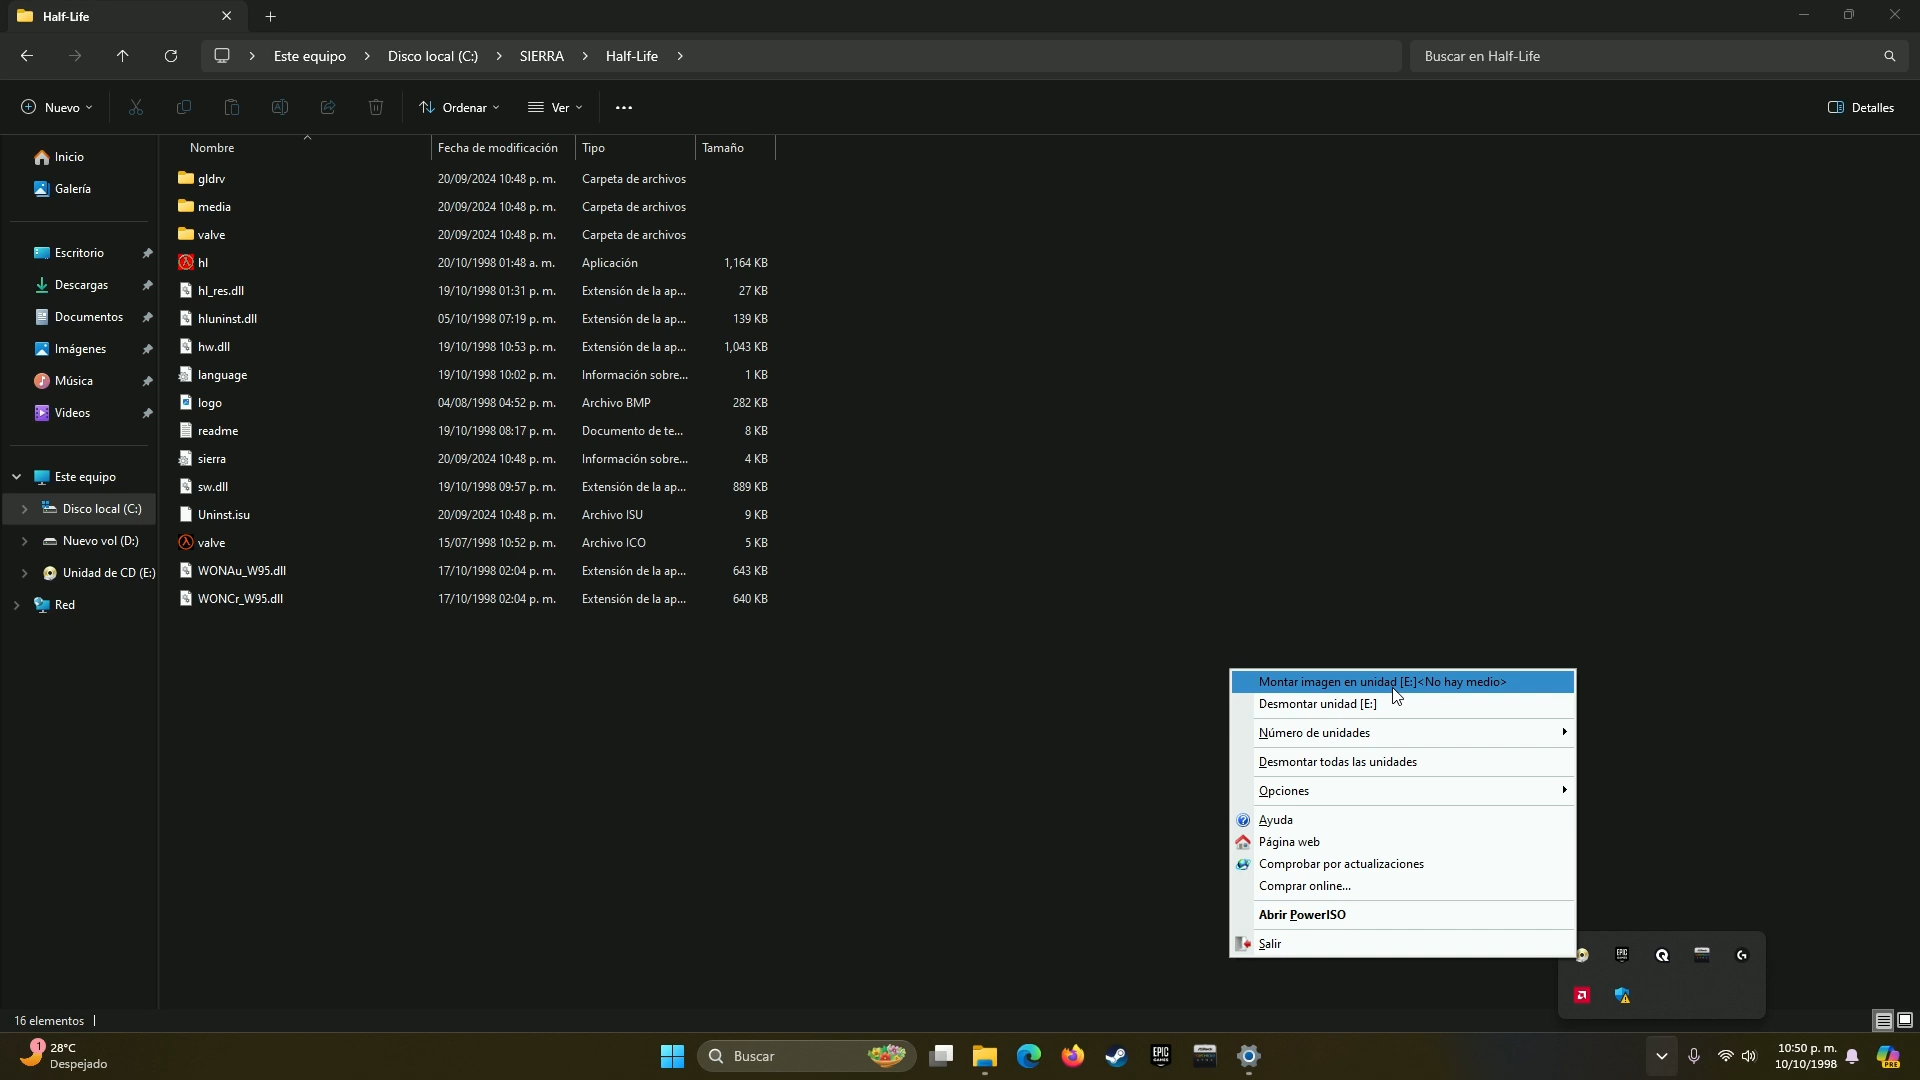 Half-Life
Este equipo > Disco local (C:) > SIERRA > Half-Life >
Buscar en Half-Life
Nuevo
Ordenar
Ver
Detalles
Nombre Fecha de modificación Tipo Tamaño
Inicio
Galería
Escritorio
Descargas
Documentos
Imágenes
Música
Videos
Este equipo
Disco local (C:)
Nuevo vol (D:)
Unidad de CD (E:)
Red
gldrv 20/09/2024 10:48 p. m. Carpeta de archivos
media 20/09/2024 10:48 p. m. Carpeta de archivos
valve 20/09/2024 10:48 p. m. Carpeta de archivos
hl 20/10/1998 01:48 a. m. Aplicación 1,164 KB
hl_res.dll 19/10/1998 01:31 p. m. Extensión de la ap... 27 KB
hluninst.dll 05/10/1998 07:19 p. m. Extensión de la ap... 139 KB
hw.dll 19/10/1998 10:53 p. m. Extensión de la ap... 1,043 KB
language 19/10/1998 10:02 p. m. Información sobre... 1 KB
logo 04/08/1998 04:52 p. m. Archivo BMP 282 KB
readme 19/10/1998 08:17 p. m. Documento de te... 8 KB
sierra 20/09/2024 10:48 p. m. Información sobre... 4 KB
sw.dll 19/10/1998 09:57 p. m. Extensión de la ap... 889 KB
Uninst.isu 20/09/2024 10:48 p. m. Archivo ISU 9 KB
valve 15/07/1998 10:52 p. m. Archivo ICO 5 KB
WONAu_W95.dll 17/10/1998 02:04 p. m. Extensión de la ap... 643 KB
WONCr_W95.dll 17/10/1998 02:04 p. m. Extensión de la ap... 640 KB
Montar imagen en unidad [E:]<No hay medio>
Desmontar unidad [E:]
Número de unidades
Desmontar todas las unidades
Opciones
Ayuda
Página web
Comprobar por actualizaciones
Comprar online...
Abrir PowerISO
Salir
EPIC
16 elementos
1
28°C
Despejado
Buscar
EPIC
GAMES
10:50 p. m.
10/10/1998
PRE